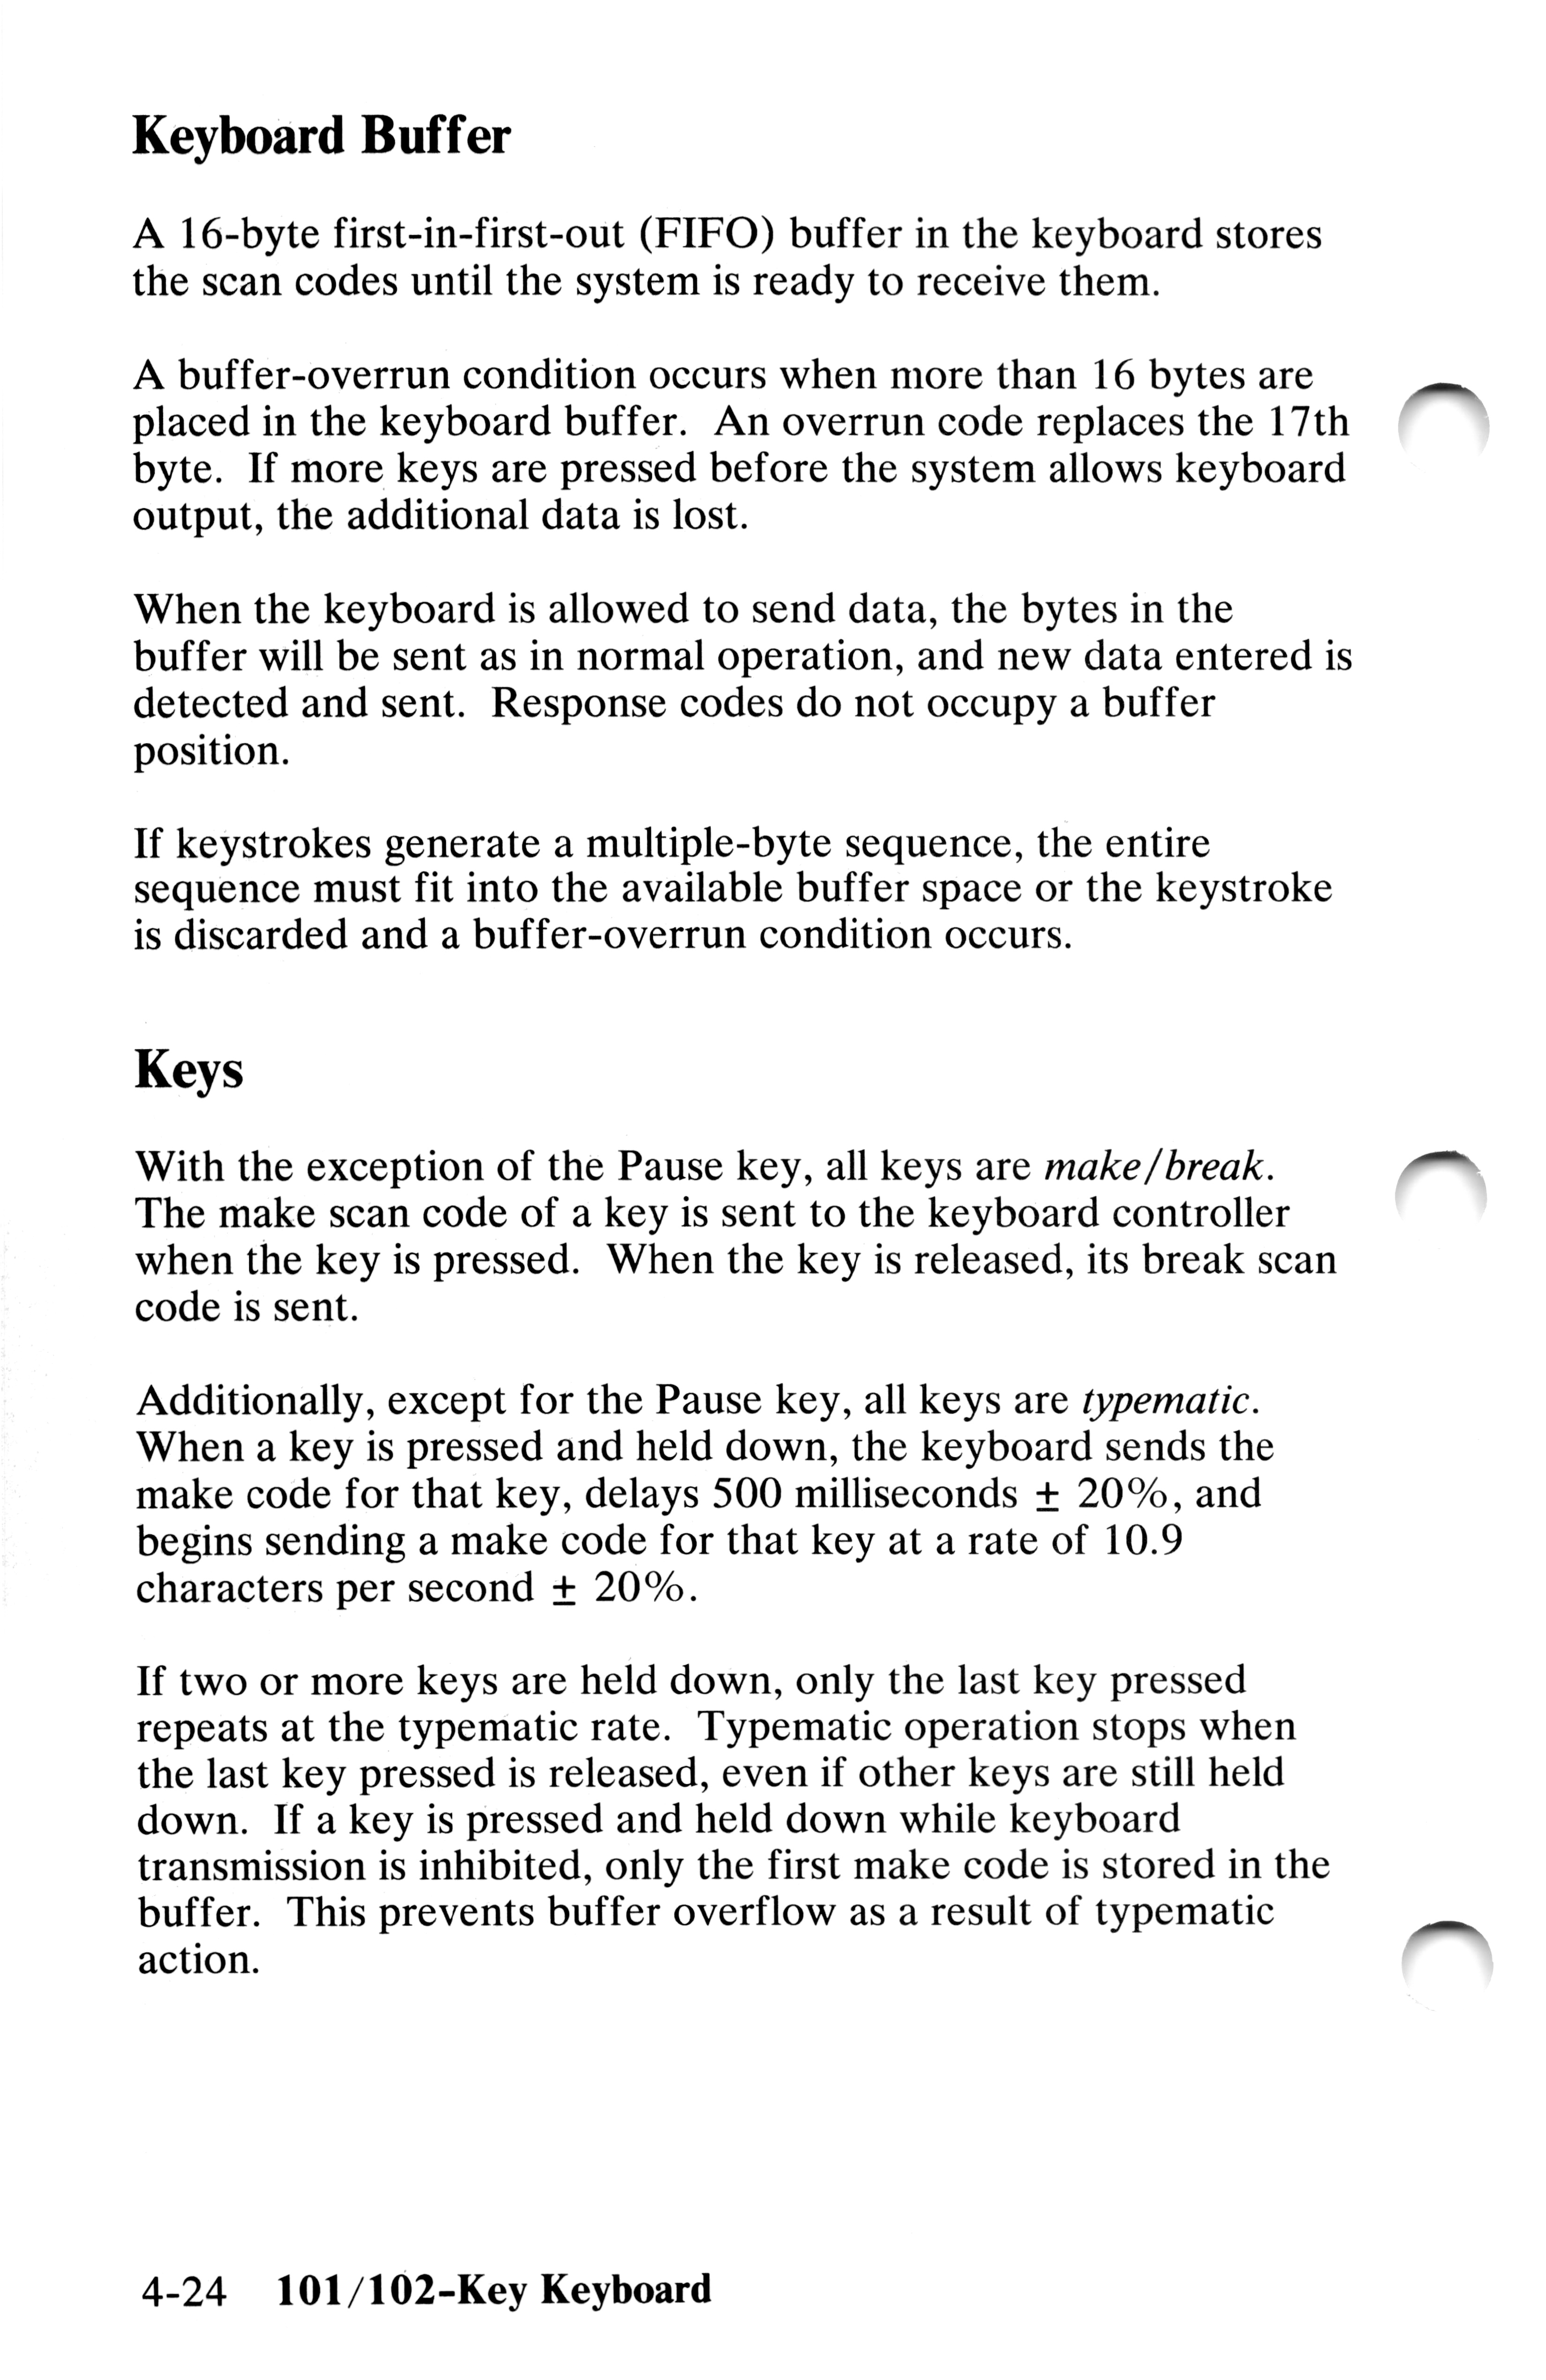 Keyboard Buffer
A 16-byte first-in-first-out (FIFO) buffer in the keyboard stores
the scan codes until the system is ready to receive them.
A buffer-overrun condition occurs when more than 16 bytes are
placed in the keyboard buffer. An overrun code replaces the 17th
byte. If more keys are pressed before the system allows keyboard
output, the additional data is lost.
When the keyboard is allowed to send data, the bytes in the
buffer will be sent as in normal operation, and new data entered is
detected and sent. Response codes do not occupy a buffer
position.
If keystrokes generate a multiple-byte sequence, the entire
sequence must fit into the available buffer space or the keystroke
is discarded and a buffer-overrun condition occurs.
Keys
With the exception of the Pause key, all keys are make/break.
The make scan code of a key is sent to the keyboard controller
when the key is pressed. When the key is released, its break scan
code is sent.
Additionally, except for the Pause key, all keys are typematic.
When a key is pressed and held down, the keyboard sends the
make code for that key, delays 500 milliseconds ± 20%, and
begins sending a make code for that key at a rate of 10.9
characters per second ± 20%.
If two or more keys are held down, only the last key pressed
repeats at the typematic rate. Typematic operation stops when
the last key pressed is released, even if other keys are still held
down. If a key is pressed and held down while keyboard
transmission is inhibited, only the first make code is stored in the
buffer. This prevents buffer overflow as a result of typematic
action.
4-24 101/102-Key Keyboard